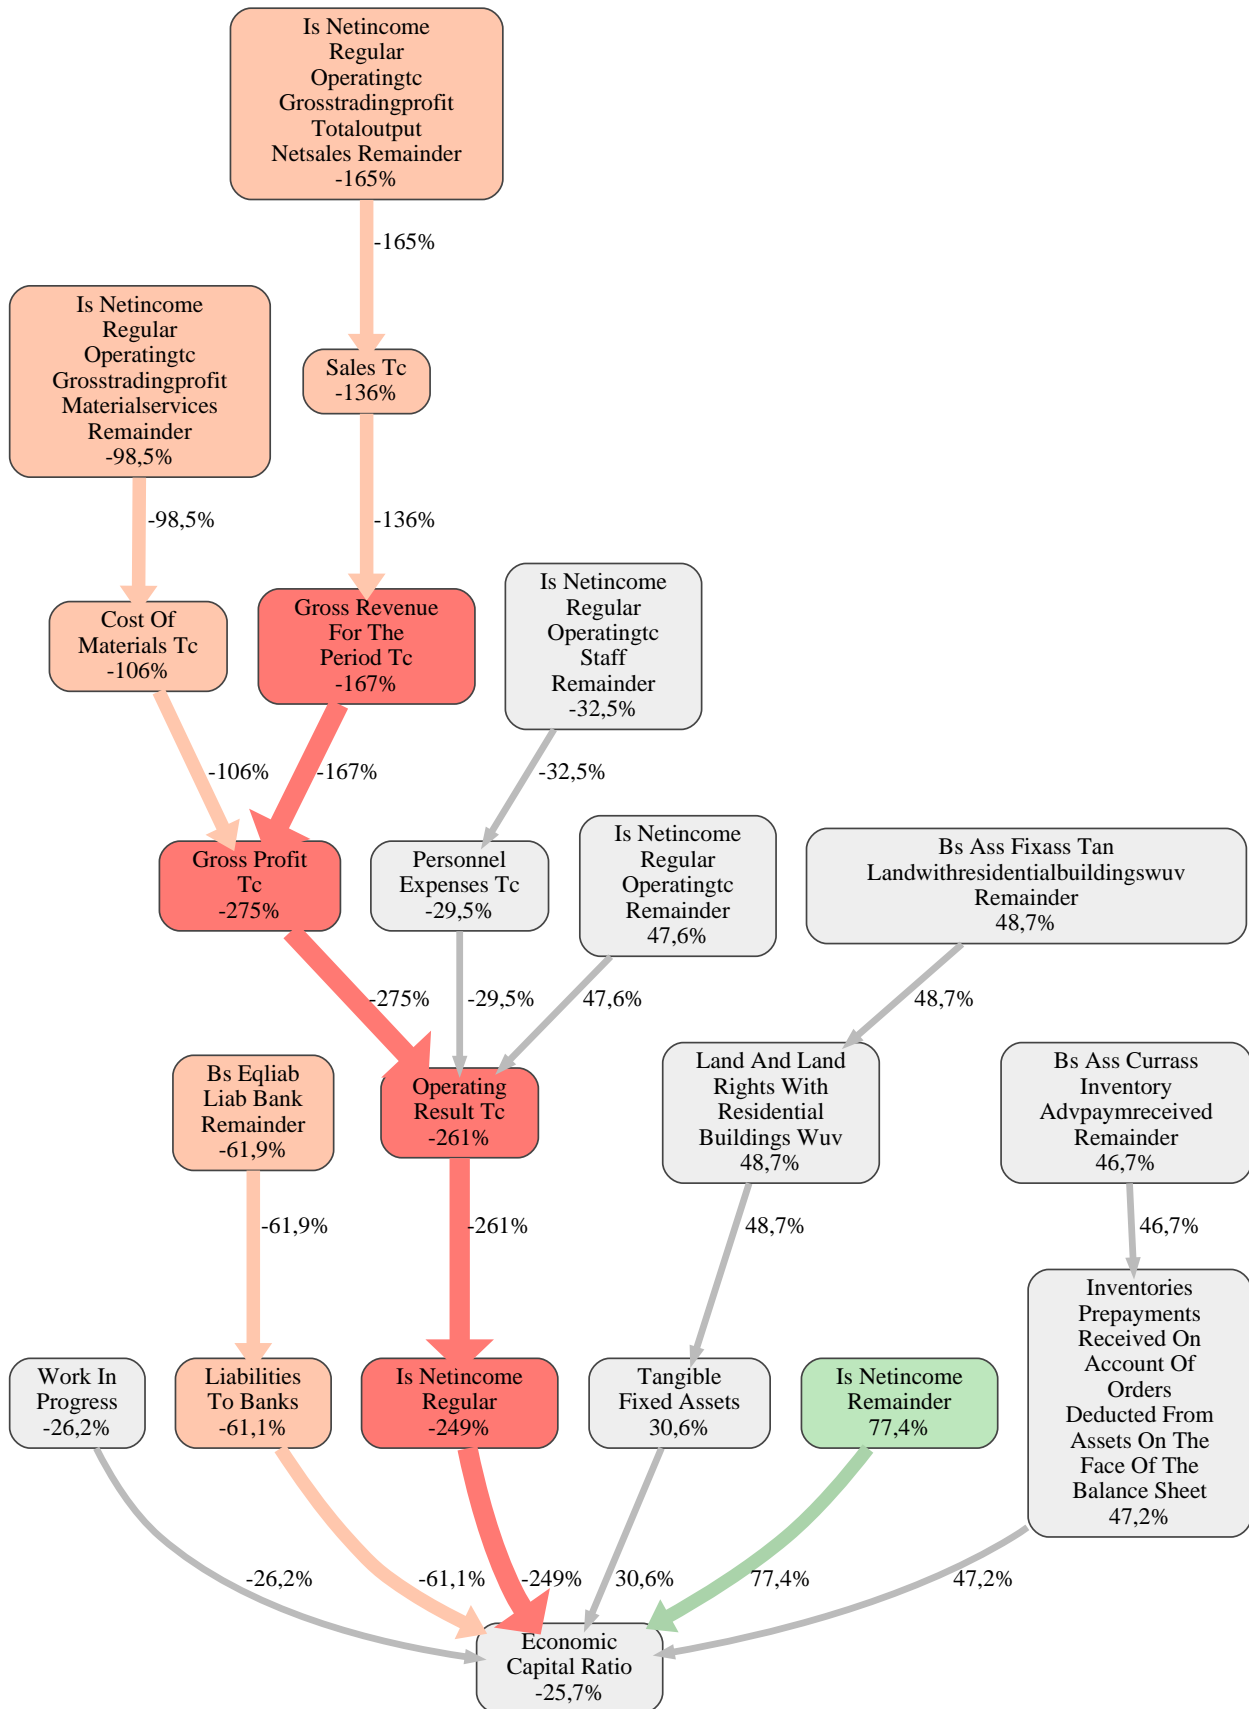 Is Netincome
Regular
Operatingtc
Grosstradingprofit
Totaloutput
Netsales Remainder
-165%
-165%
Is Netincome
Regular
Operatingtc
Grosstradingprofit
Materialservices
Remainder
-98,5%
Sales Tc
-136%
-98,5%
-136%
Is Netincome
Regular
Operatingtc
Staff
Remainder
-32,5%
Cost Of
Materials Tc
-106%
Gross Revenue
For The
Period Tc
-167%
-106%
-167%
-32,5%
Gross Profit
Tc
-275%
Personnel
Expenses Tc
-29,5%
Is Netincome
Regular
Operatingtc
Remainder
47,6%
Bs Ass Fixass Tan
Landwithresidentialbuildingswuv
Remainder
48,7%
-275%
-29,5%
47,6%
48,7%
Bs Eqliab
Liab Bank
Remainder
-61,9%
Operating
Result Tc
-261%
Land And Land
Rights With
Residential
Buildings Wuv
48,7%
Bs Ass Currass
Inventory
Advpaymreceived
Remainder
46,7%
-61,9%
-261%
48,7%
46,7%
Work In
Progress
-26,2%
Liabilities
To Banks
-61,1%
Is Netincome
Regular
-249%
Tangible
Fixed Assets
30,6%
Is Netincome
Remainder
77,4%
Inventories
Prepayments
Received On
Account Of
Orders
Deducted From
Assets On The
Face Of The
Balance Sheet
47,2%
-26,2%
-61,1%
-249%
30,6%
77,4%
47,2%
Economic
Capital Ratio
-25,7%